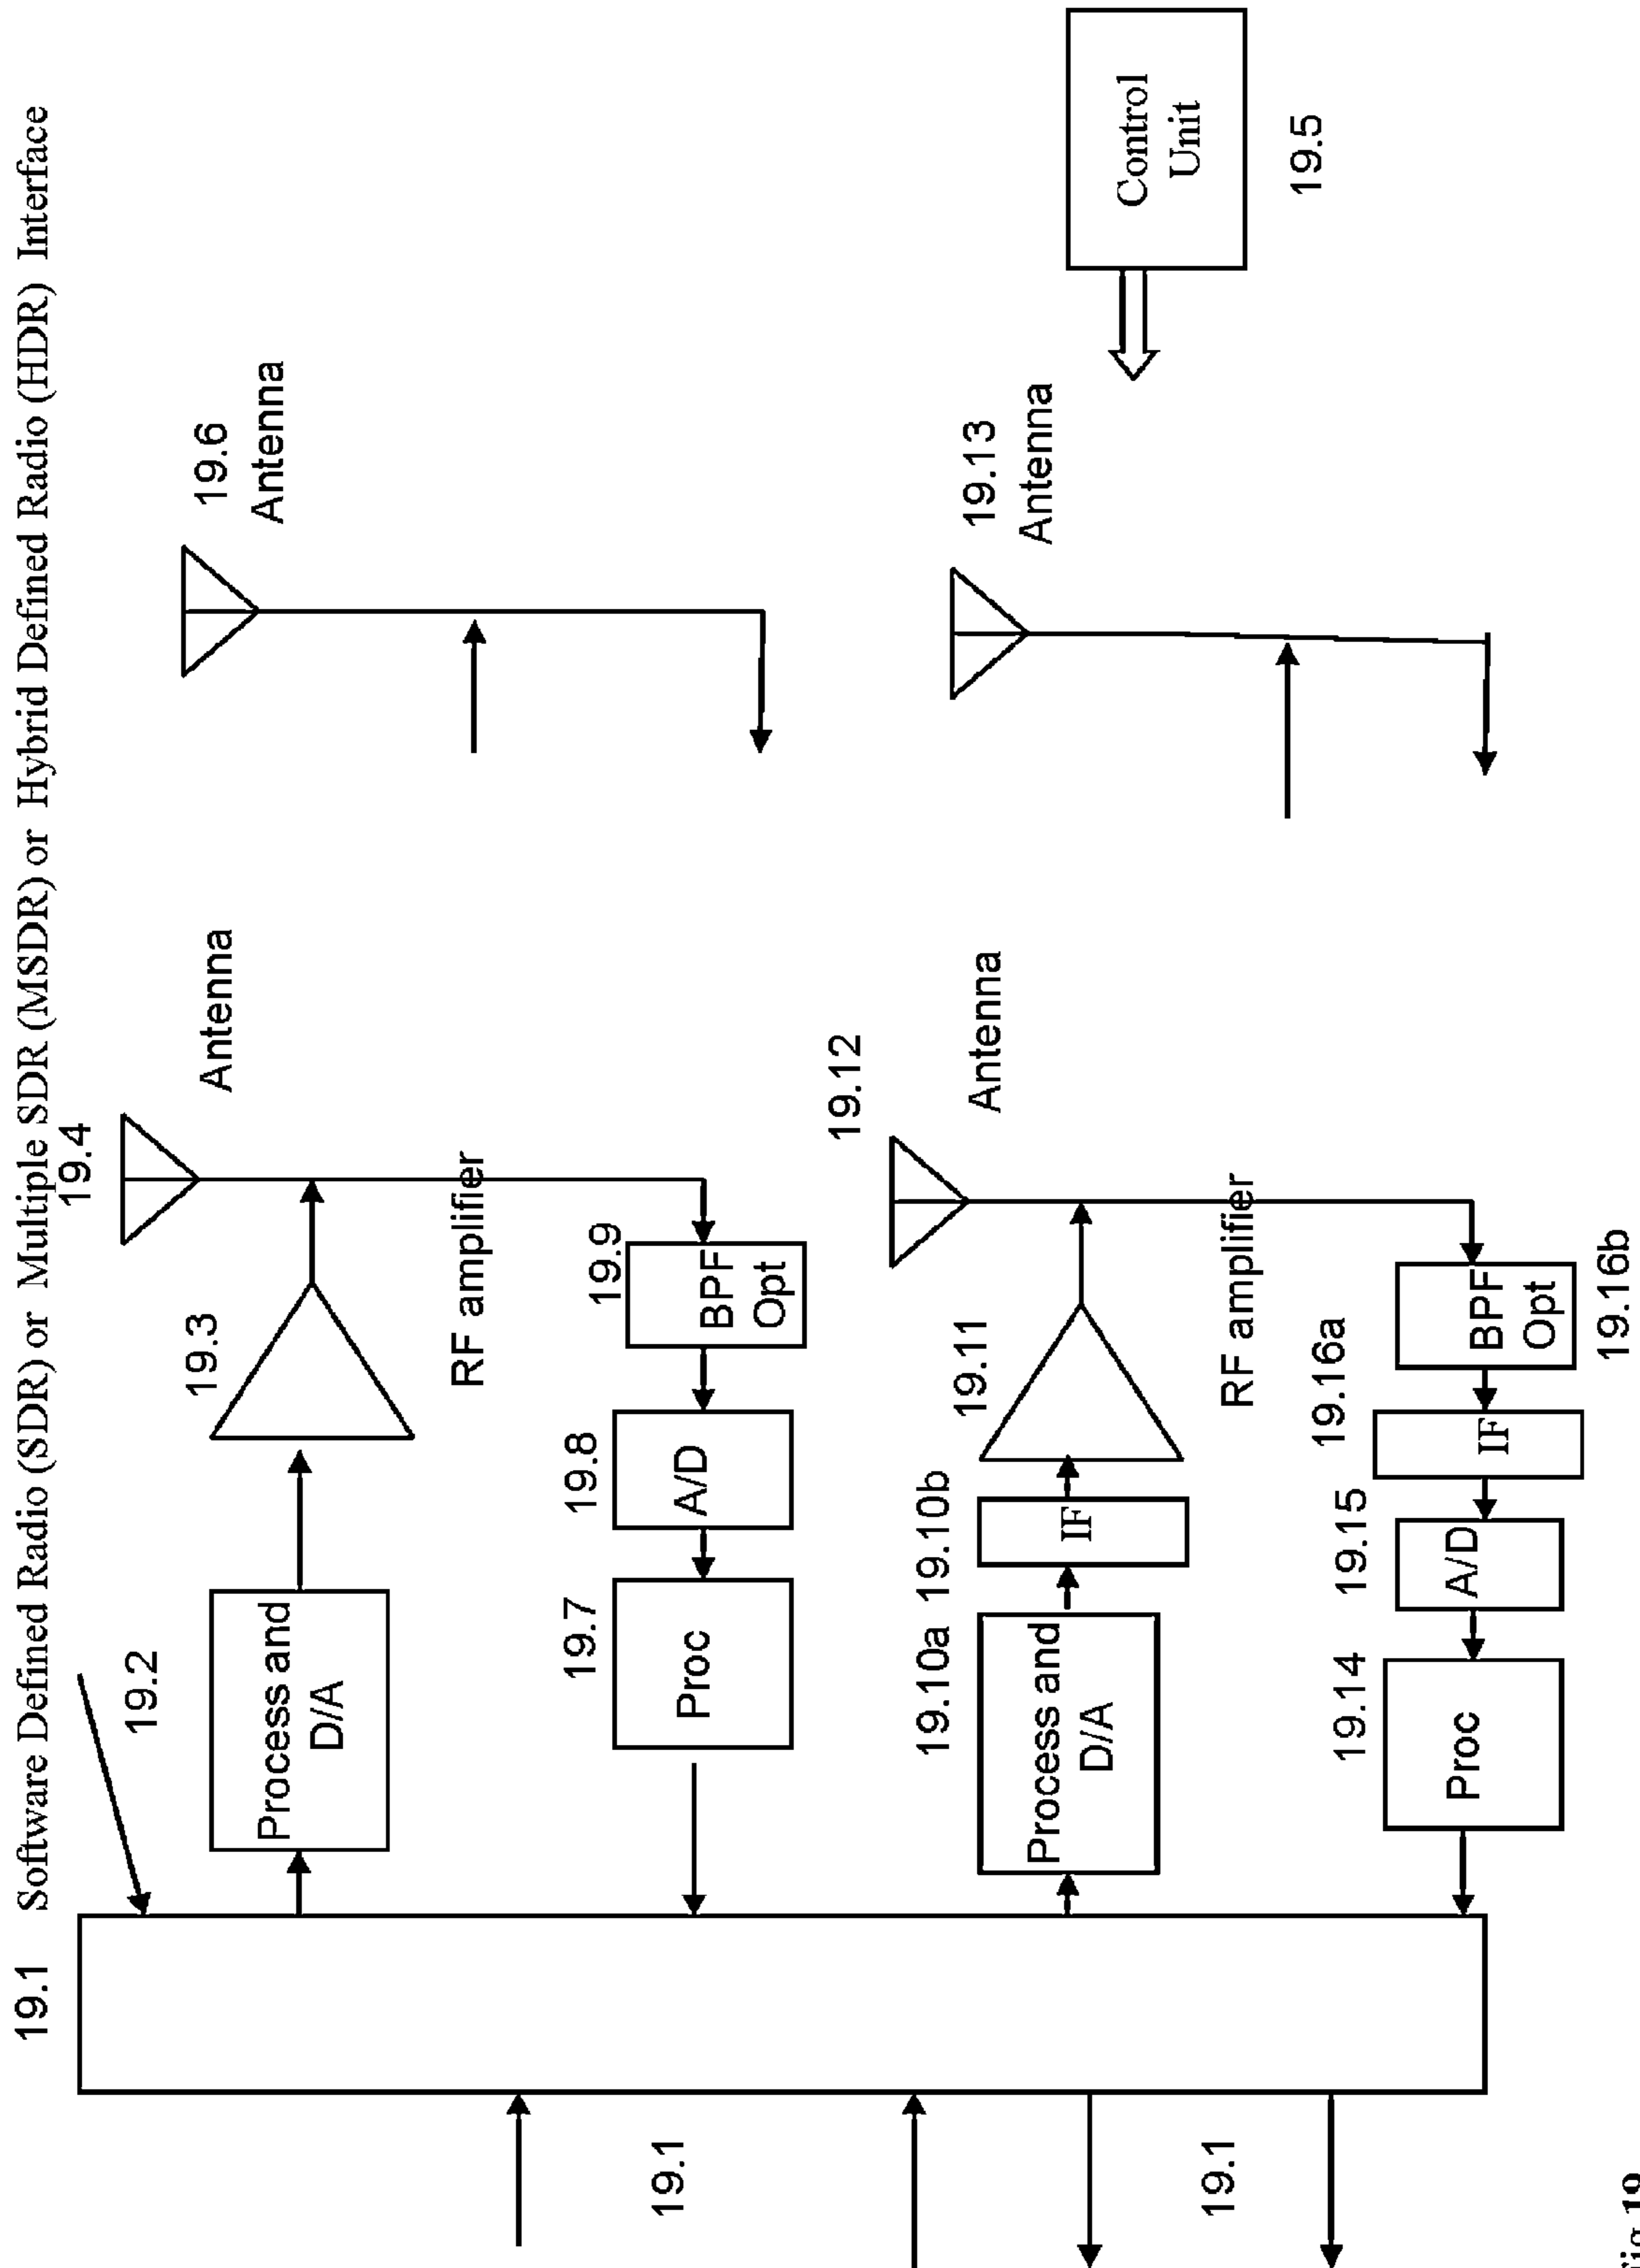 19.1 Software Defined Radio (SDR) or Multiple SDR (MSDR) or Hybrid Defined Radio (HDR) Interface
19.4
19.2
19.3
Antenna
19.6
Antenna
Process and
D/A
RF amplifier
19.7
19.8
19.9
Proc
A/D
BPF
Opt
19.1
19.12
19.10a
19.10b
19.11
Antenna
19.13
Antenna
Process and
D/A
IF
Control
Unit
RF amplifier
19.5
19.1
19.14
19.15
19.16a
Proc
A/D
IF
BPF
Opt
19.16b